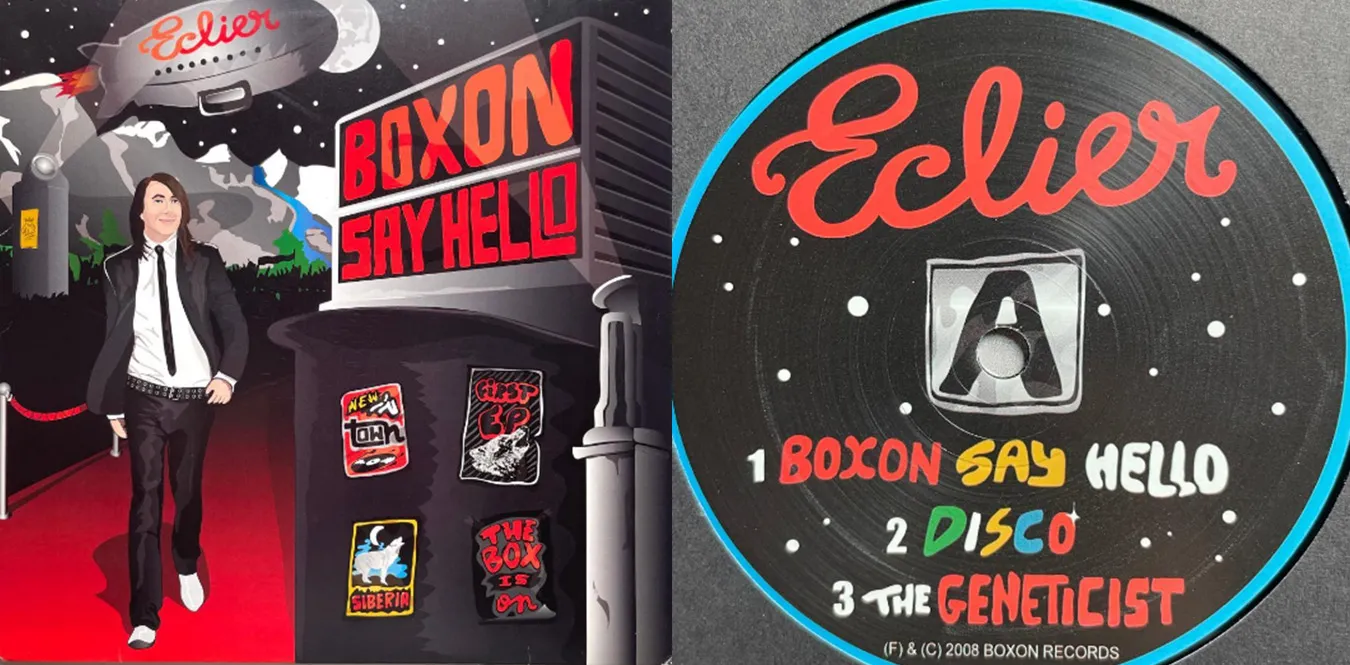 Eclier
BOXON
SAY HELLO
NEW IN
town
FIRST
EP
SIBERIA
THE
BOX
IS
on
Eclier
A
1 BOXON SAY HELLO
2 DISCO
3 THE GENETICIST
(F) & (C) 2008 BOXON RECORDS